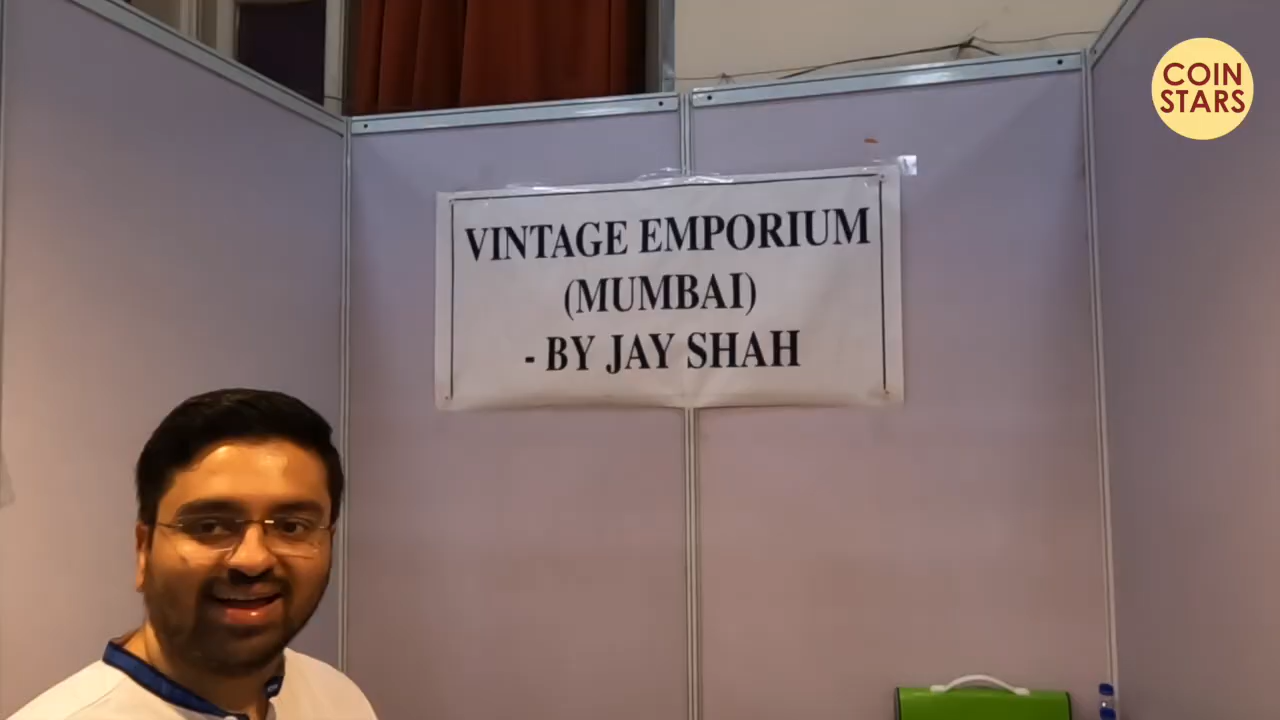 VINTAGE EMPORIUM
(MUMBAI)
- BY JAY SHAH
COIN
STARS